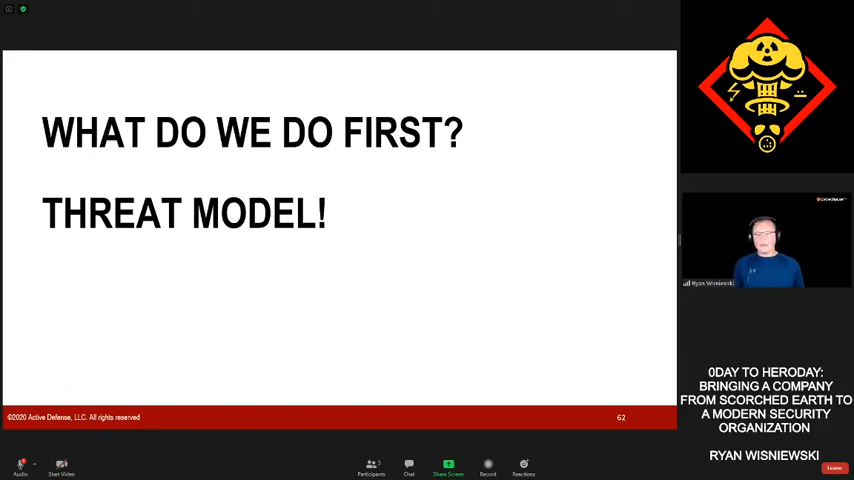 WHAT DO WE DO FIRST?
THREAT MODEL!
©2020 Active Defense, LLC. All rights reserved
62
Ryan Wisniewski
0DAY TO HERODAY:
BRINGING A COMPANY
FROM SCORCHED EARTH TO
A MODERN SECURITY
ORGANIZATION
RYAN WISNIEWSKI
Audio
Start Video
Participants
Chat
Share Screen
Record
Reactions
Leave